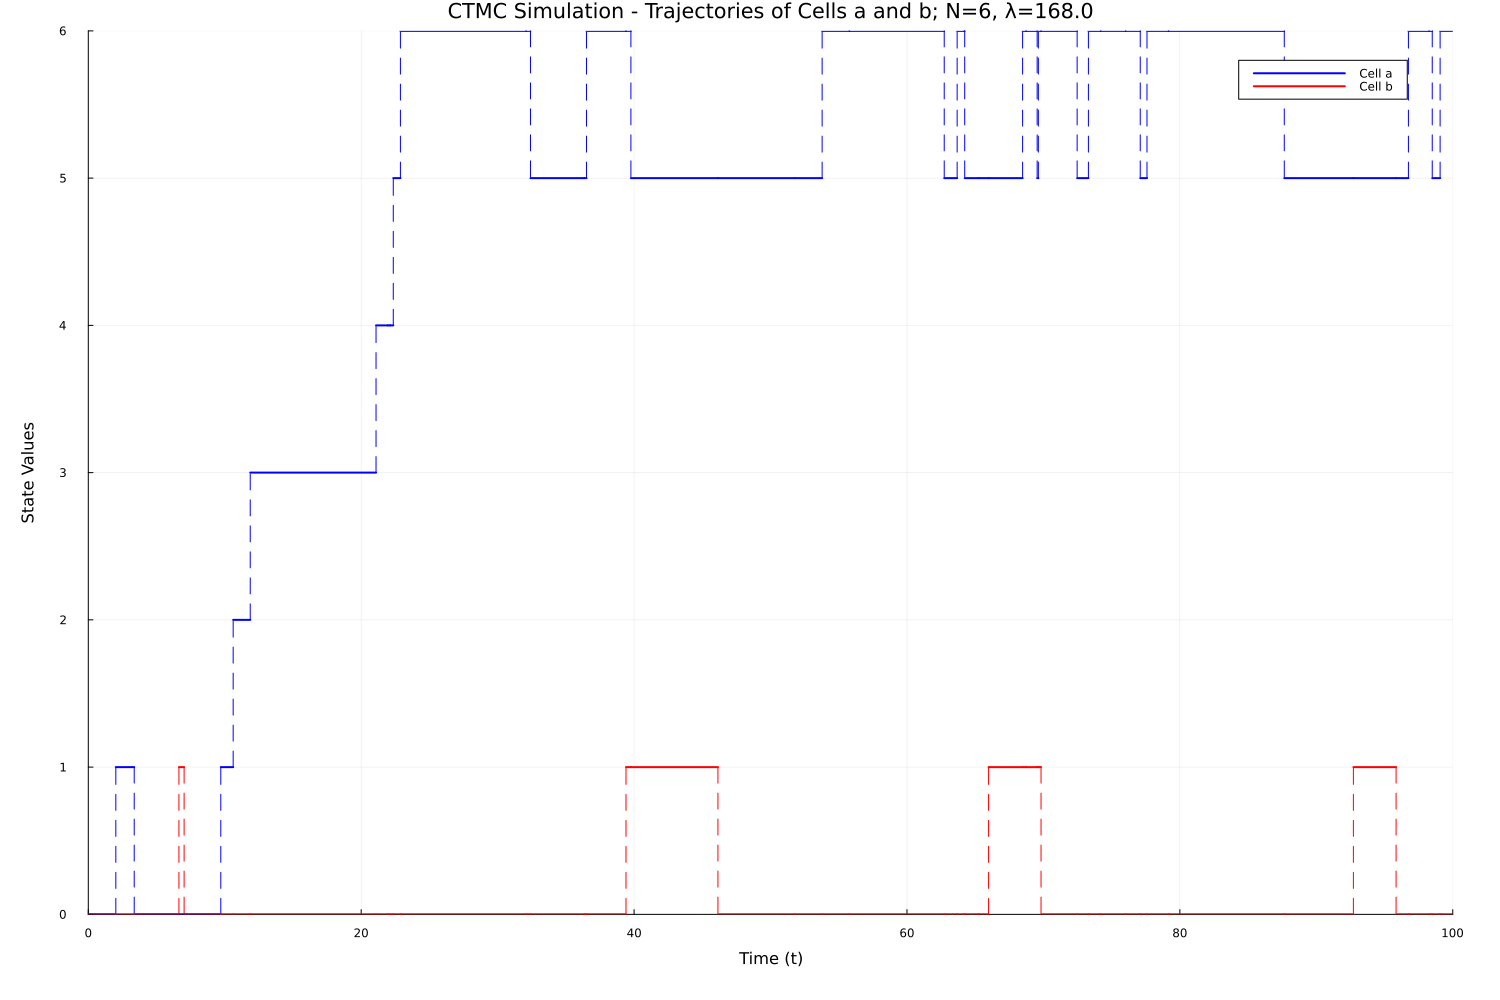 CTMC Simulation - Trajectories of Cells a and b; N=6, λ=168.0
6
5
4
3
2
1
0
State Values
Cell a
Cell b
0 20 40 60 80 100
Time (t)